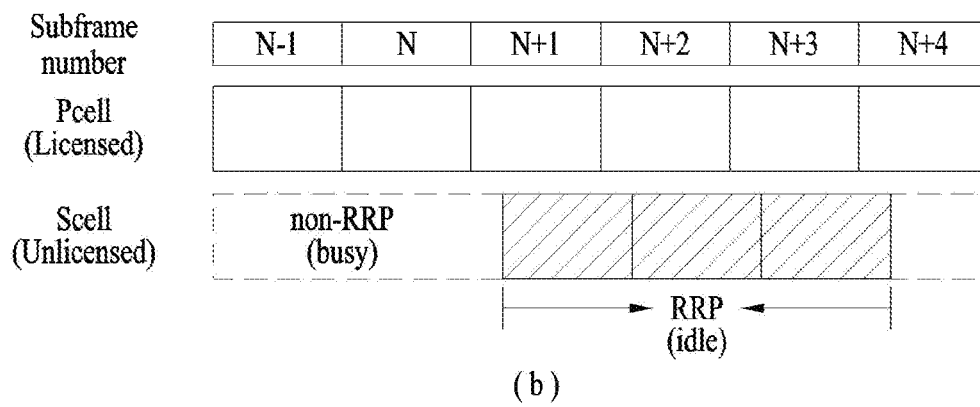 Subframe
number
N-1 N N+1 N+2 N+3 N+4
Pcell
(Licensed)
Scell
(Unlicensed)
non-RRP
(busy)
RRP
(idle)
(b)